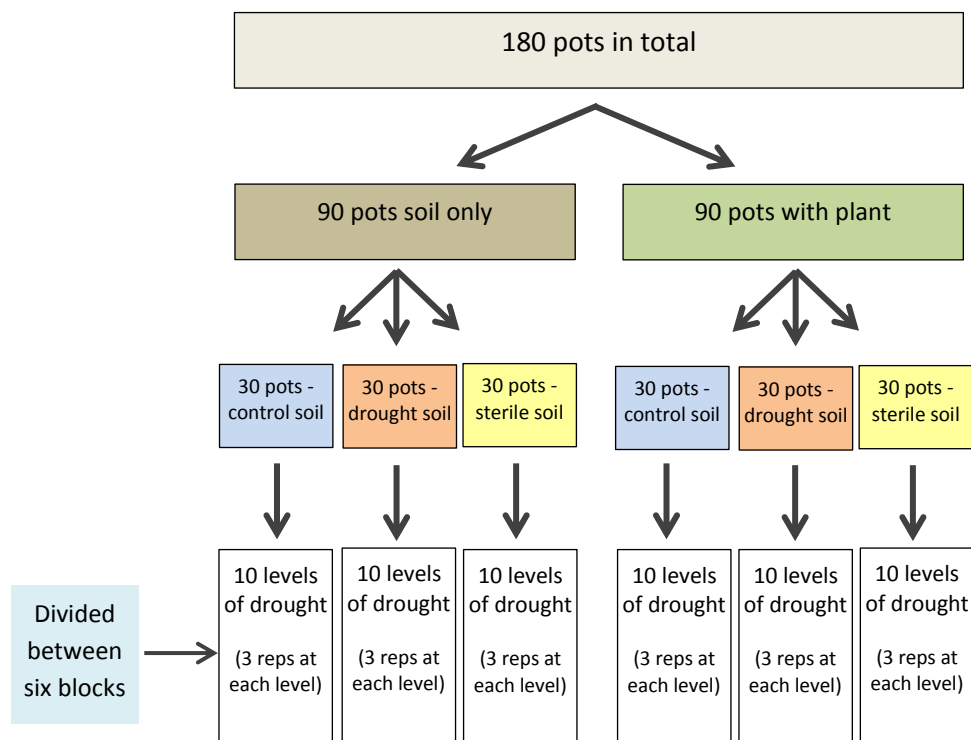 180 pots in total
90 pots soil only
90 pots with plant
30 pots -
control soil
30 pots -
drought soil
30 pots -
sterile soil
30 pots -
control soil
30 pots -
drought soil
30 pots -
sterile soil
Divided
between
six blocks
10 levels
of drought
(3 reps at
each level)
10 levels
of drought
(3 reps at
each level)
10 levels
of drought
(3 reps at
each level)
10 levels
of drought
(3 reps at
each level)
10 levels
of drought
(3 reps at
each level)
10 levels
of drought
(3 reps at
each level)